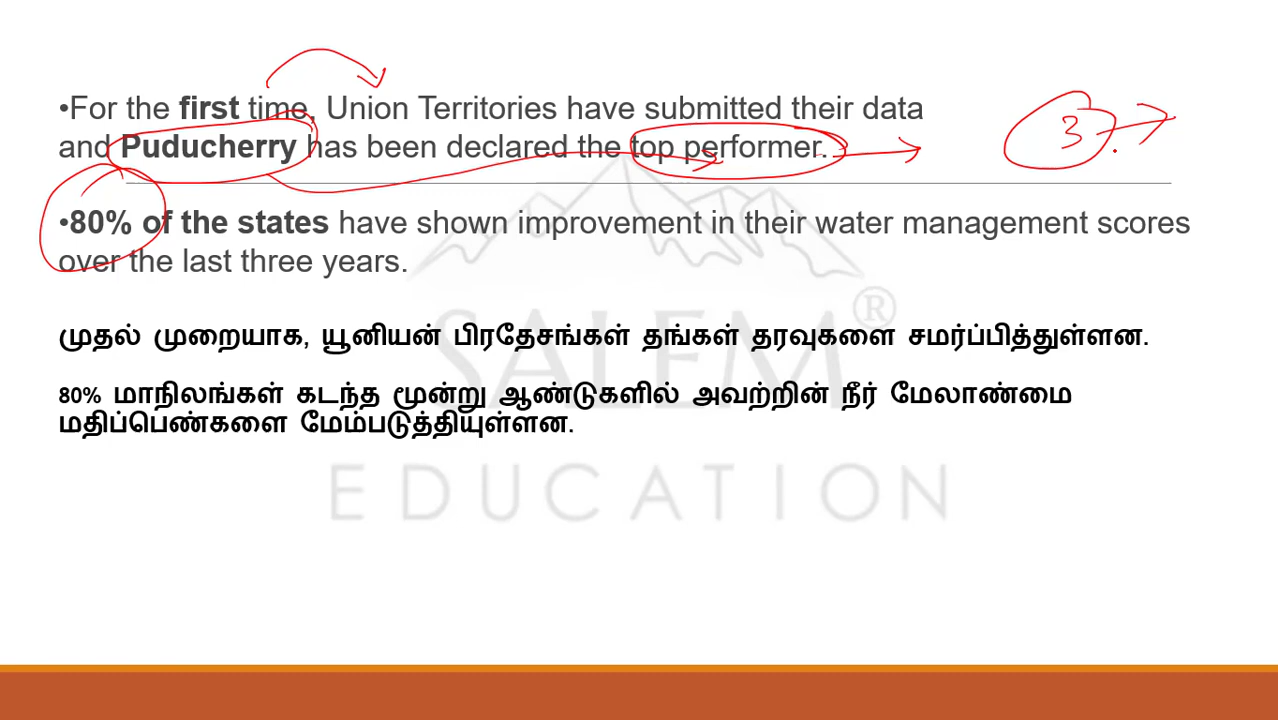 •For the first time, Union Territories have submitted their data
and Puducherry has been declared the top performer.
3
•80% of the states have shown improvement in their water management scores
over the last three years.
SALEM®
முதல் முறையாக, யூனியன் பிரதேசங்கள் தங்கள் தரவுகளை சமர்ப்பித்துள்ளன.
80% மாநிலங்கள் கடந்த மூன்று ஆண்டுகளில் அவற்றின் நீர் மேலாண்மை
மதிப்பெண்களை மேம்படுத்தியுள்ளன.
EDUCATION